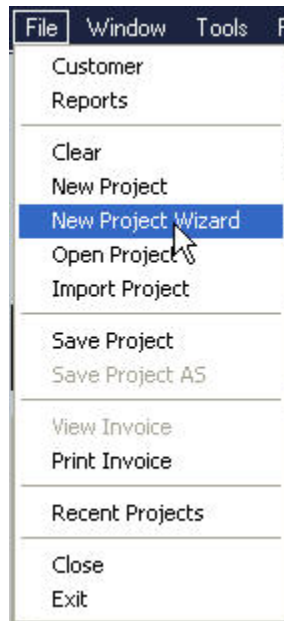 File Window Tools
Customer
Reports
Clear
New Project
New Project Wizard
Open Project
Import Project
Save Project
Save Project AS
View Invoice
Print Invoice
Recent Projects
Close
Exit